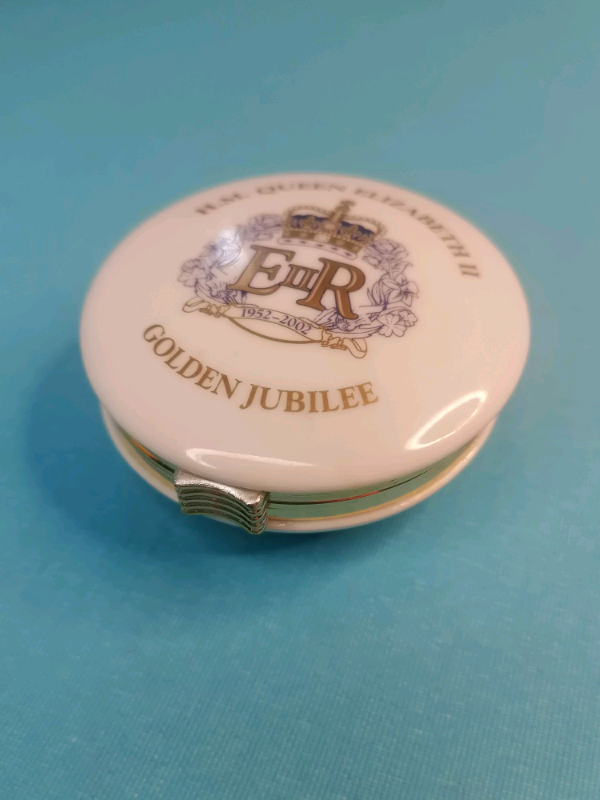 H.M. QUEEN ELIZABETH II
EIIR
1952-2002
GOLDEN JUBILEE